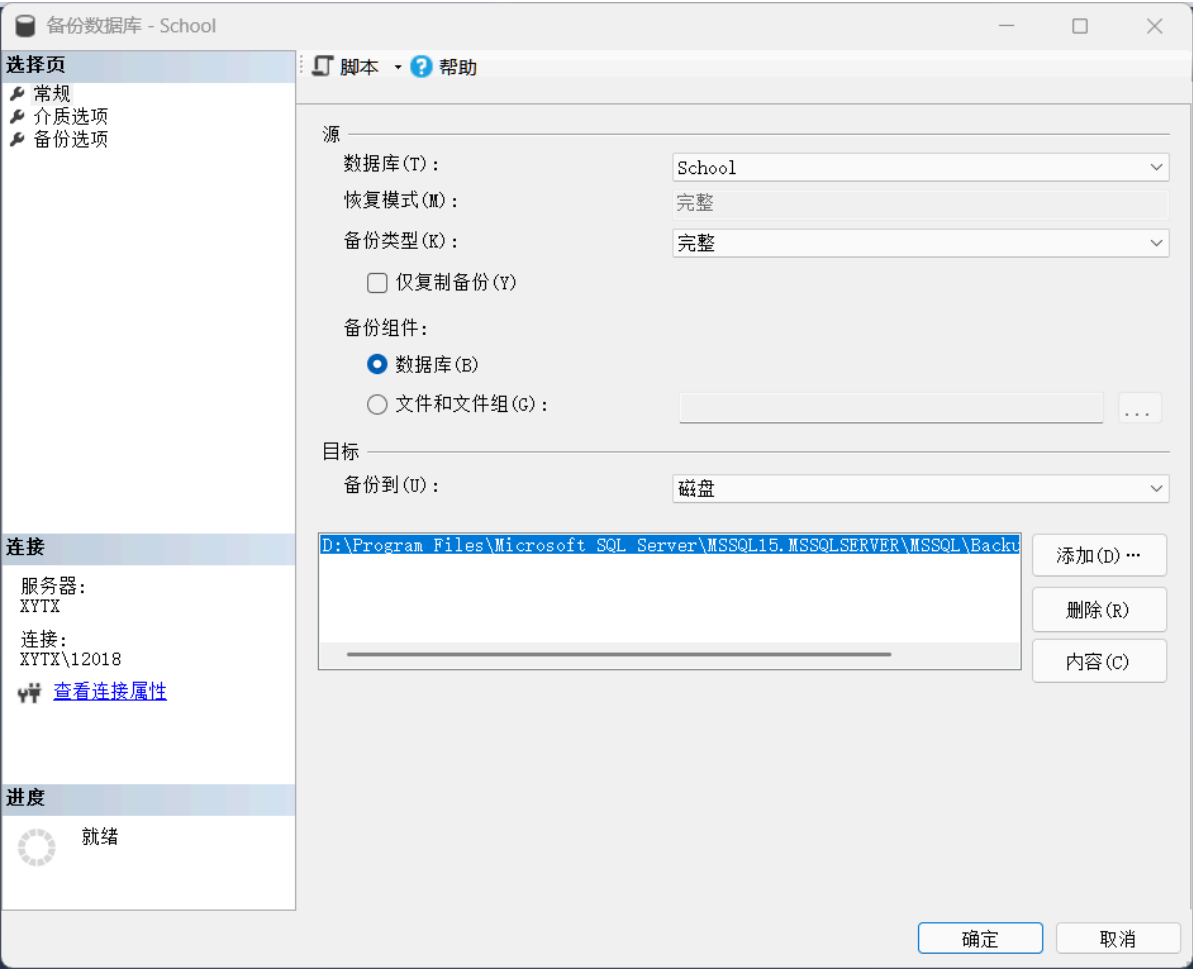 备份数据库 - School
选择页
常规
介质选项
备份选项
脚本
帮助
源
数据库(T):
School
恢复模式(M):
完整
备份类型(K):
完整
仅复制备份(Y)
备份组件:
数据库(B)
文件和文件组(G):
...
目标
备份到(U):
磁盘
D:\Program Files\Microsoft SQL Server\MSSQL15.MSSQLSERVER\MSSQL\Backu
添加(D)…
删除(R)
内容(C)
连接
服务器:
XYTX
连接:
XYTX\12018
查看连接属性
进度
就绪
确定
取消